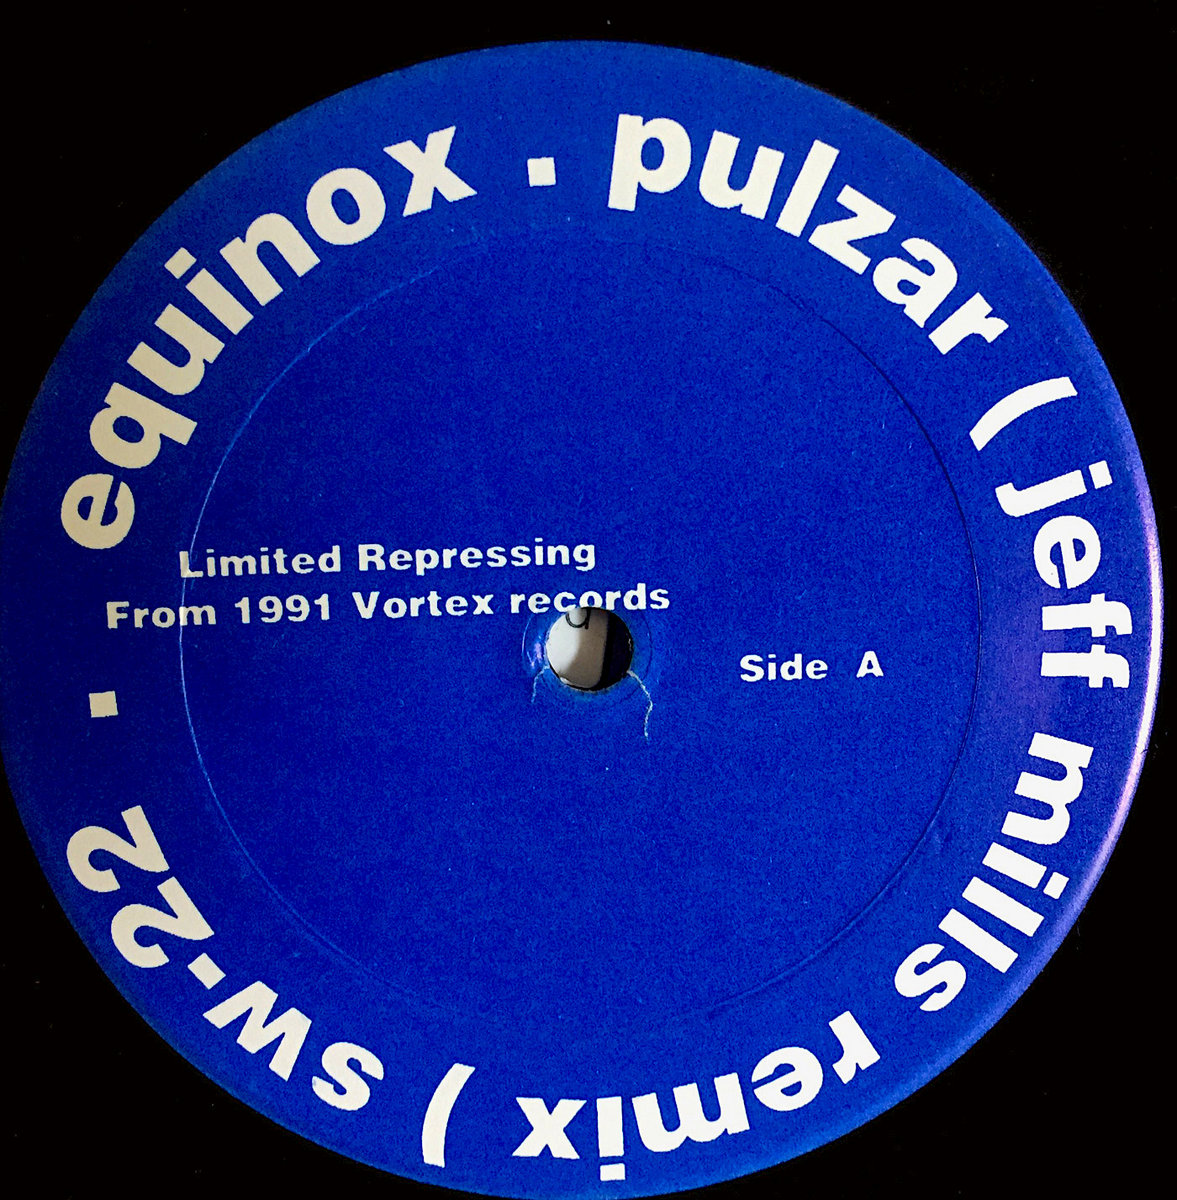 equinox . pulzar ( jeff mills remix ) sw-22 .
Limited Repressing
From 1991 Vortex records
Side A